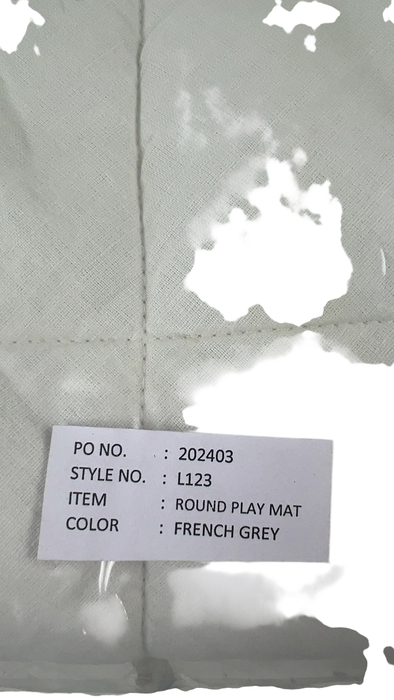 PO NO. : 202403
STYLE NO. : L123
ITEM : ROUND PLAY MAT
COLOR : FRENCH GREY